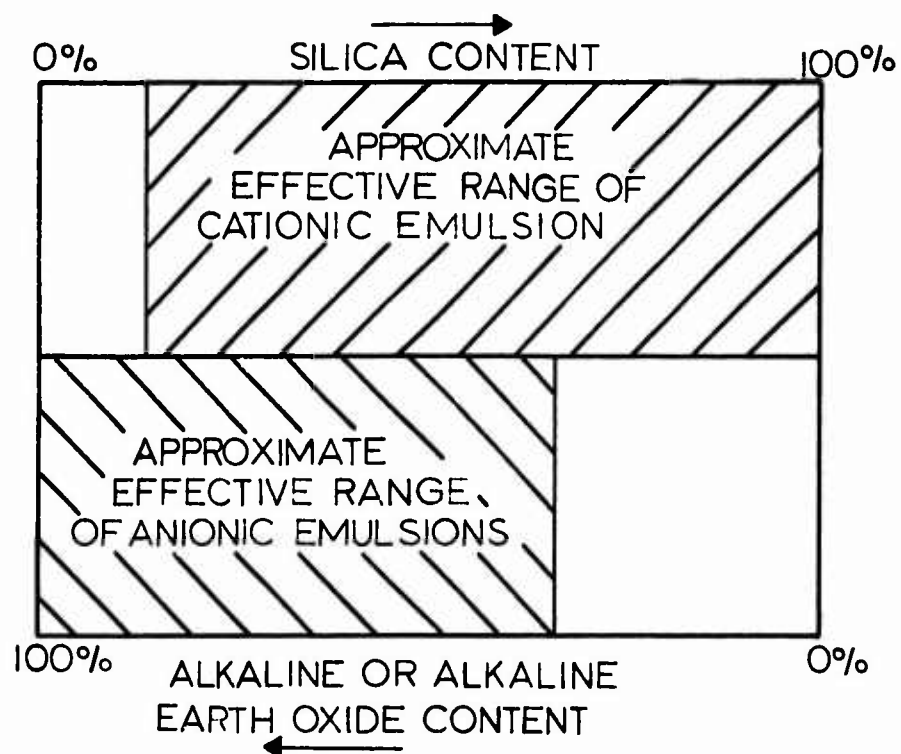 0%
SILICA CONTENT
100%
APPROXIMATE
EFFECTIVE RANGE OF
CATIONIC EMULSION
APPROXIMATE
EFFECTIVE RANGE
OF ANIONIC EMULSIONS
100%
0%
ALKALINE OR ALKALINE
EARTH OXIDE CONTENT